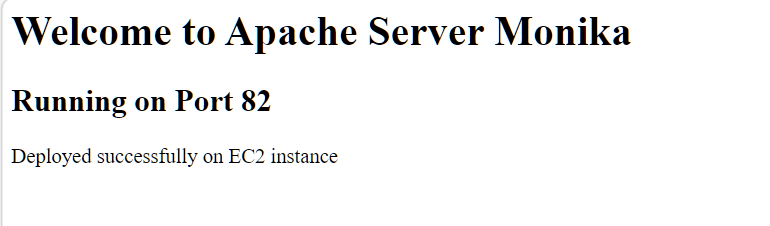 Welcome to Apache Server Monika
Running on Port 82
Deployed successfully on EC2 instance